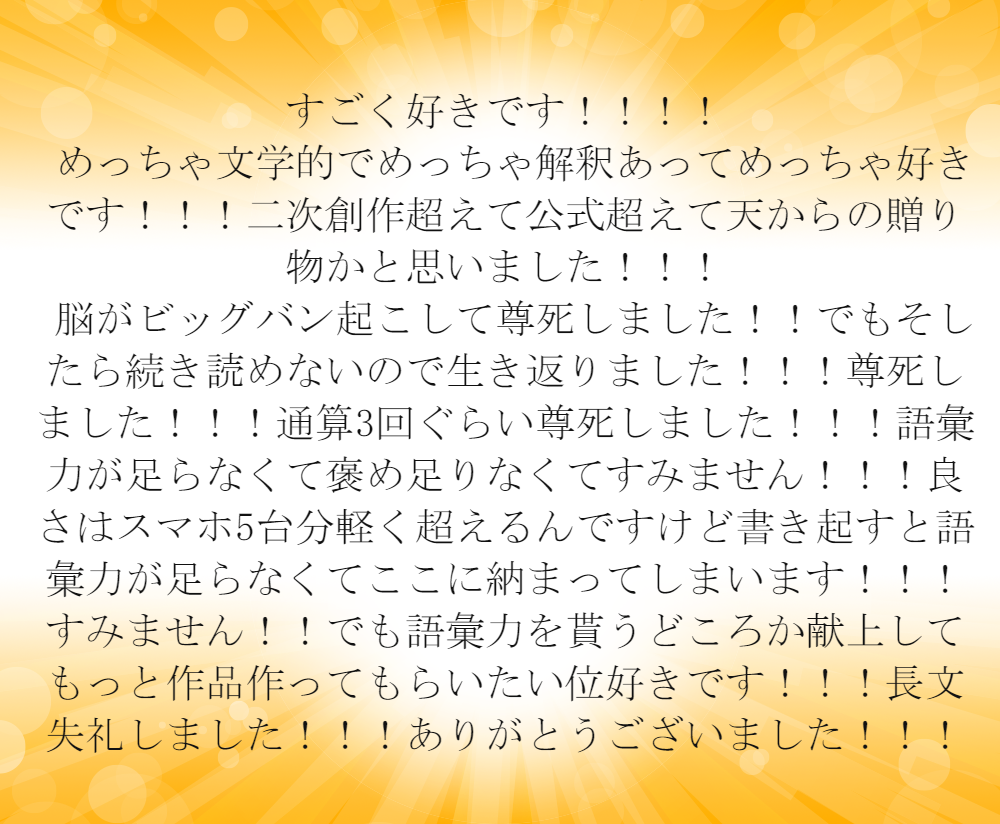 すごく好きです！！！！
めっちゃ文学的でめっちゃ解釈あってめっちゃ好き
です！！！二次創作超えて公式超えて天からの贈り
物かと思いました！！！
脳がビッグバン起こして尊死しました！！でもそし
たら続き読めないので生き返りました！！！尊死し
ました！！！通算3回ぐらい尊死しました！！！語彙
力が足らなくて褒め足りなくてすみません！！！良
さはスマホ5台分軽く超えるんですけど書き起すと語
彙力が足らなくてここに納まってしまいます！！！
すみません！！でも語彙力を貰うどころか献上して
もっと作品作ってもらいたい位好きです！！！長文
失礼しました！！！ありがとうございました！！！